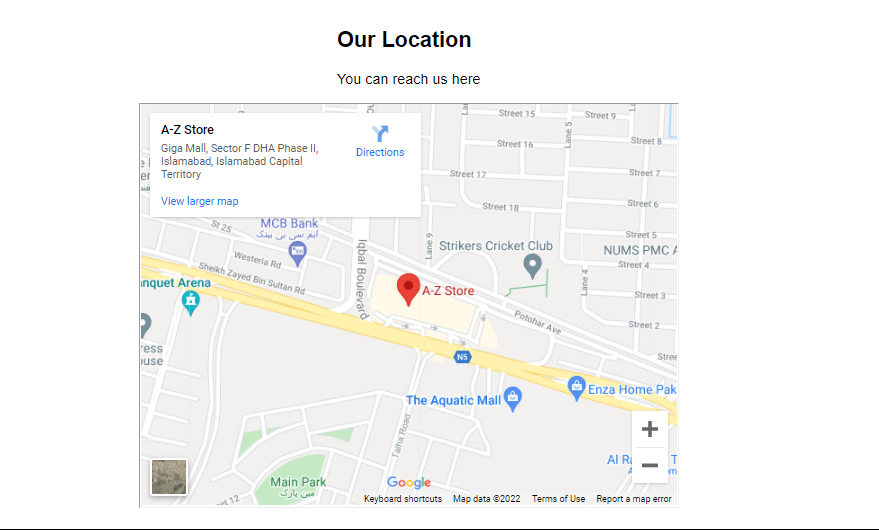 Our Location
You can reach us here
A-Z Store
Giga Mall, Sector F DHA Phase II,
Islamabad, Islamabad Capital
Territory
Directions
View larger map
Street 15
Street 9
Lane 5
Street 16
Street 8
Street 17
Street 7
Street 18
Street 6
Street 5
St 25
MCB Bank
ایم سی بی بینک
Iqbal Boulevard
Lane 9
Strikers Cricket Club
NUMS PMC A
Street 4
Westeria Rd
Sheikh Zayed Bin Sultan Rd
Lane 4
nquet Arena
A-Z Store
Street 3
Potohar Ave
Street 2
ress
ouse
N5
Enza Home Pak
The Aquatic Mall
Talha Road
Main Park
مین پارک
eet 12
Google
Keyboard shortcuts
Map data ©2022
Terms of Use
Report a map error